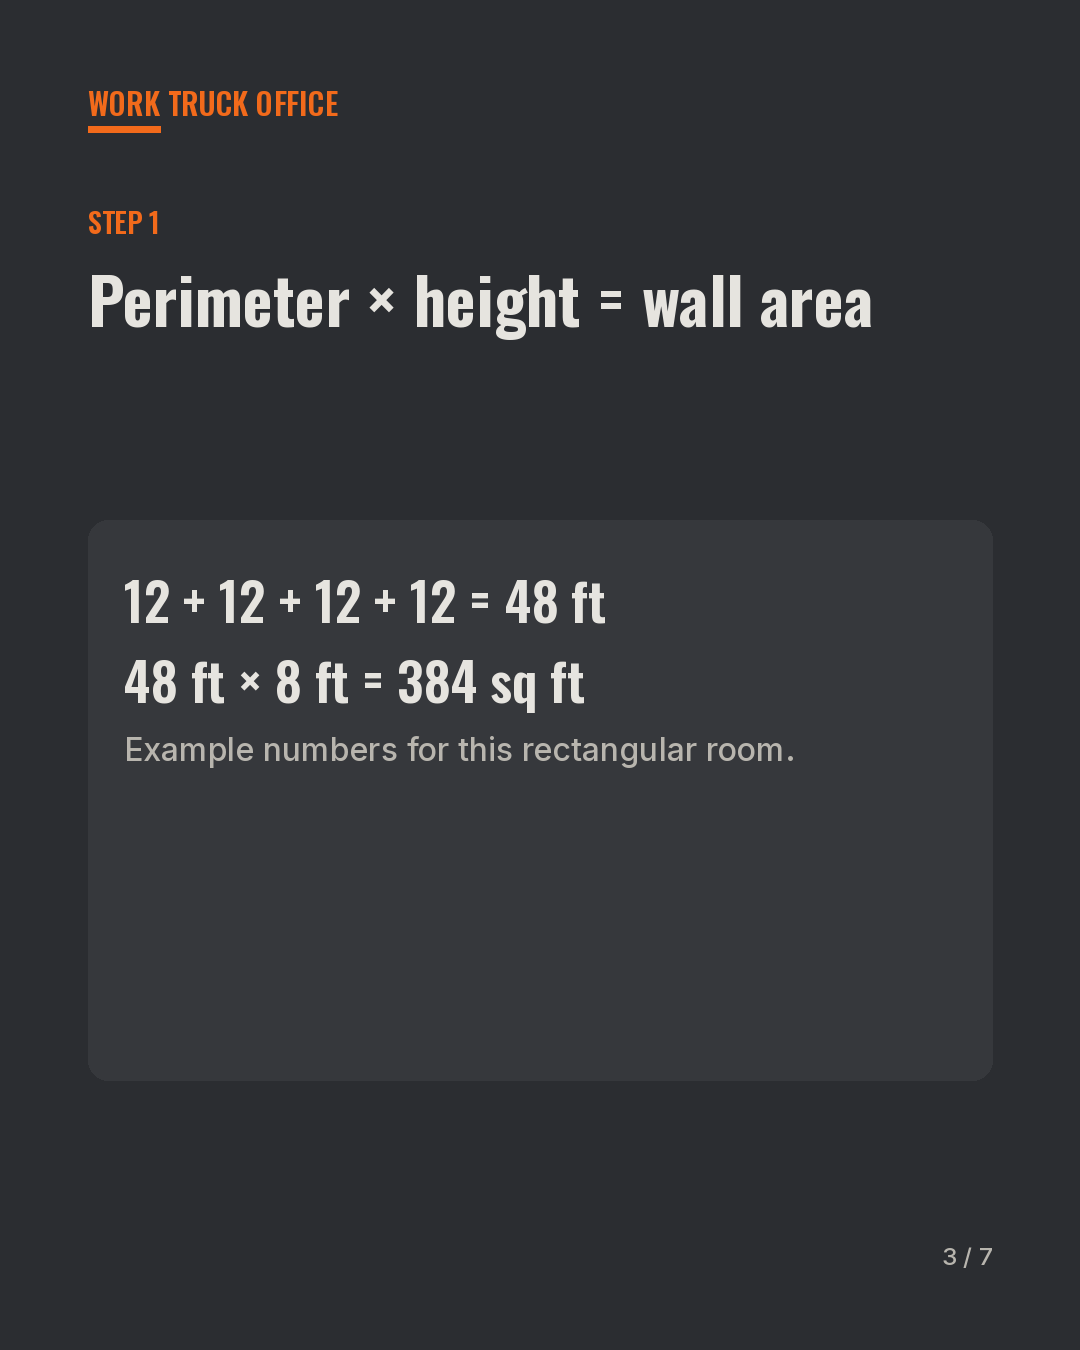 WORK TRUCK OFFICE
STEP 1
Perimeter × height = wall area
12 + 12 + 12 + 12 = 48 ft
48 ft × 8 ft = 384 sq ft
Example numbers for this rectangular room.
3 / 7